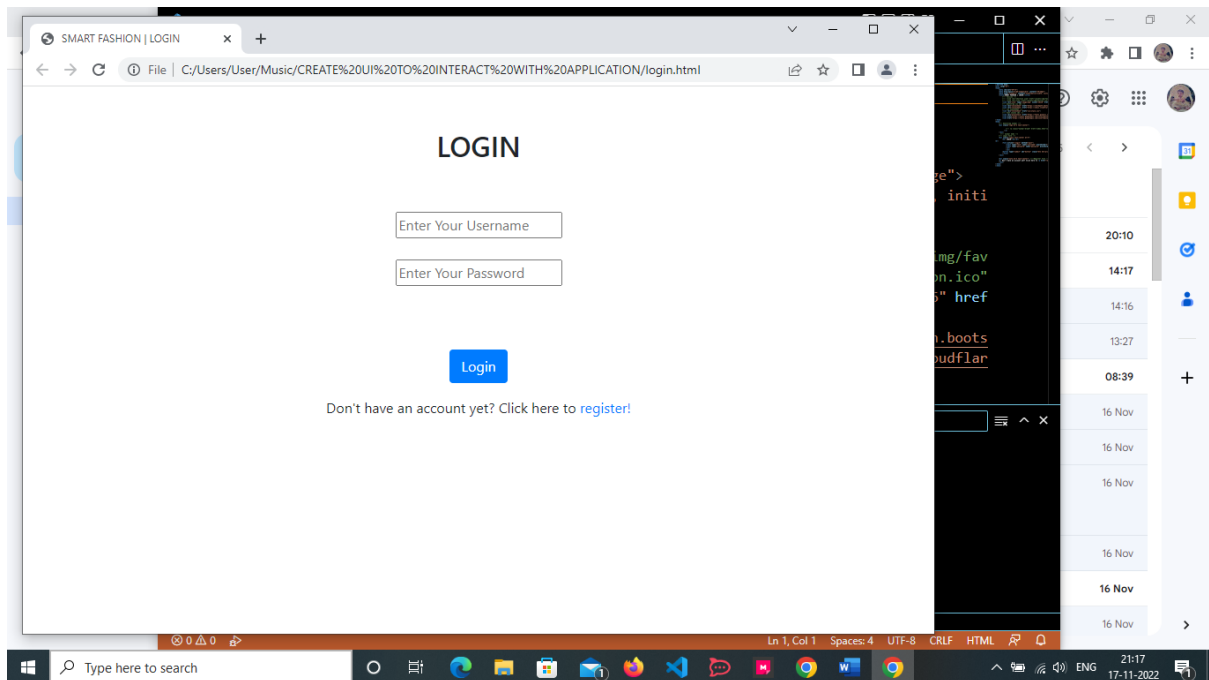 SMART FASHION | LOGIN
File | C:/Users/User/Music/CREATE%20UI%20TO%20INTERACT%20WITH%20APPLICATION/login.html
LOGIN
Enter Your Username
Enter Your Password
Login
Don't have an account yet? Click here to register!
ge">
initi
img/fav
on.ico"
href
n.boots
oudflar
31
20:10
14:17
14:16
13:27
08:39
16 Nov
16 Nov
16 Nov
16 Nov
16 Nov
16 Nov
0 0 Ln 1, Col 1 Spaces: 4 UTF-8 CRLF HTML
Type here to search
1
ENG
21:17
17-11-2022
1